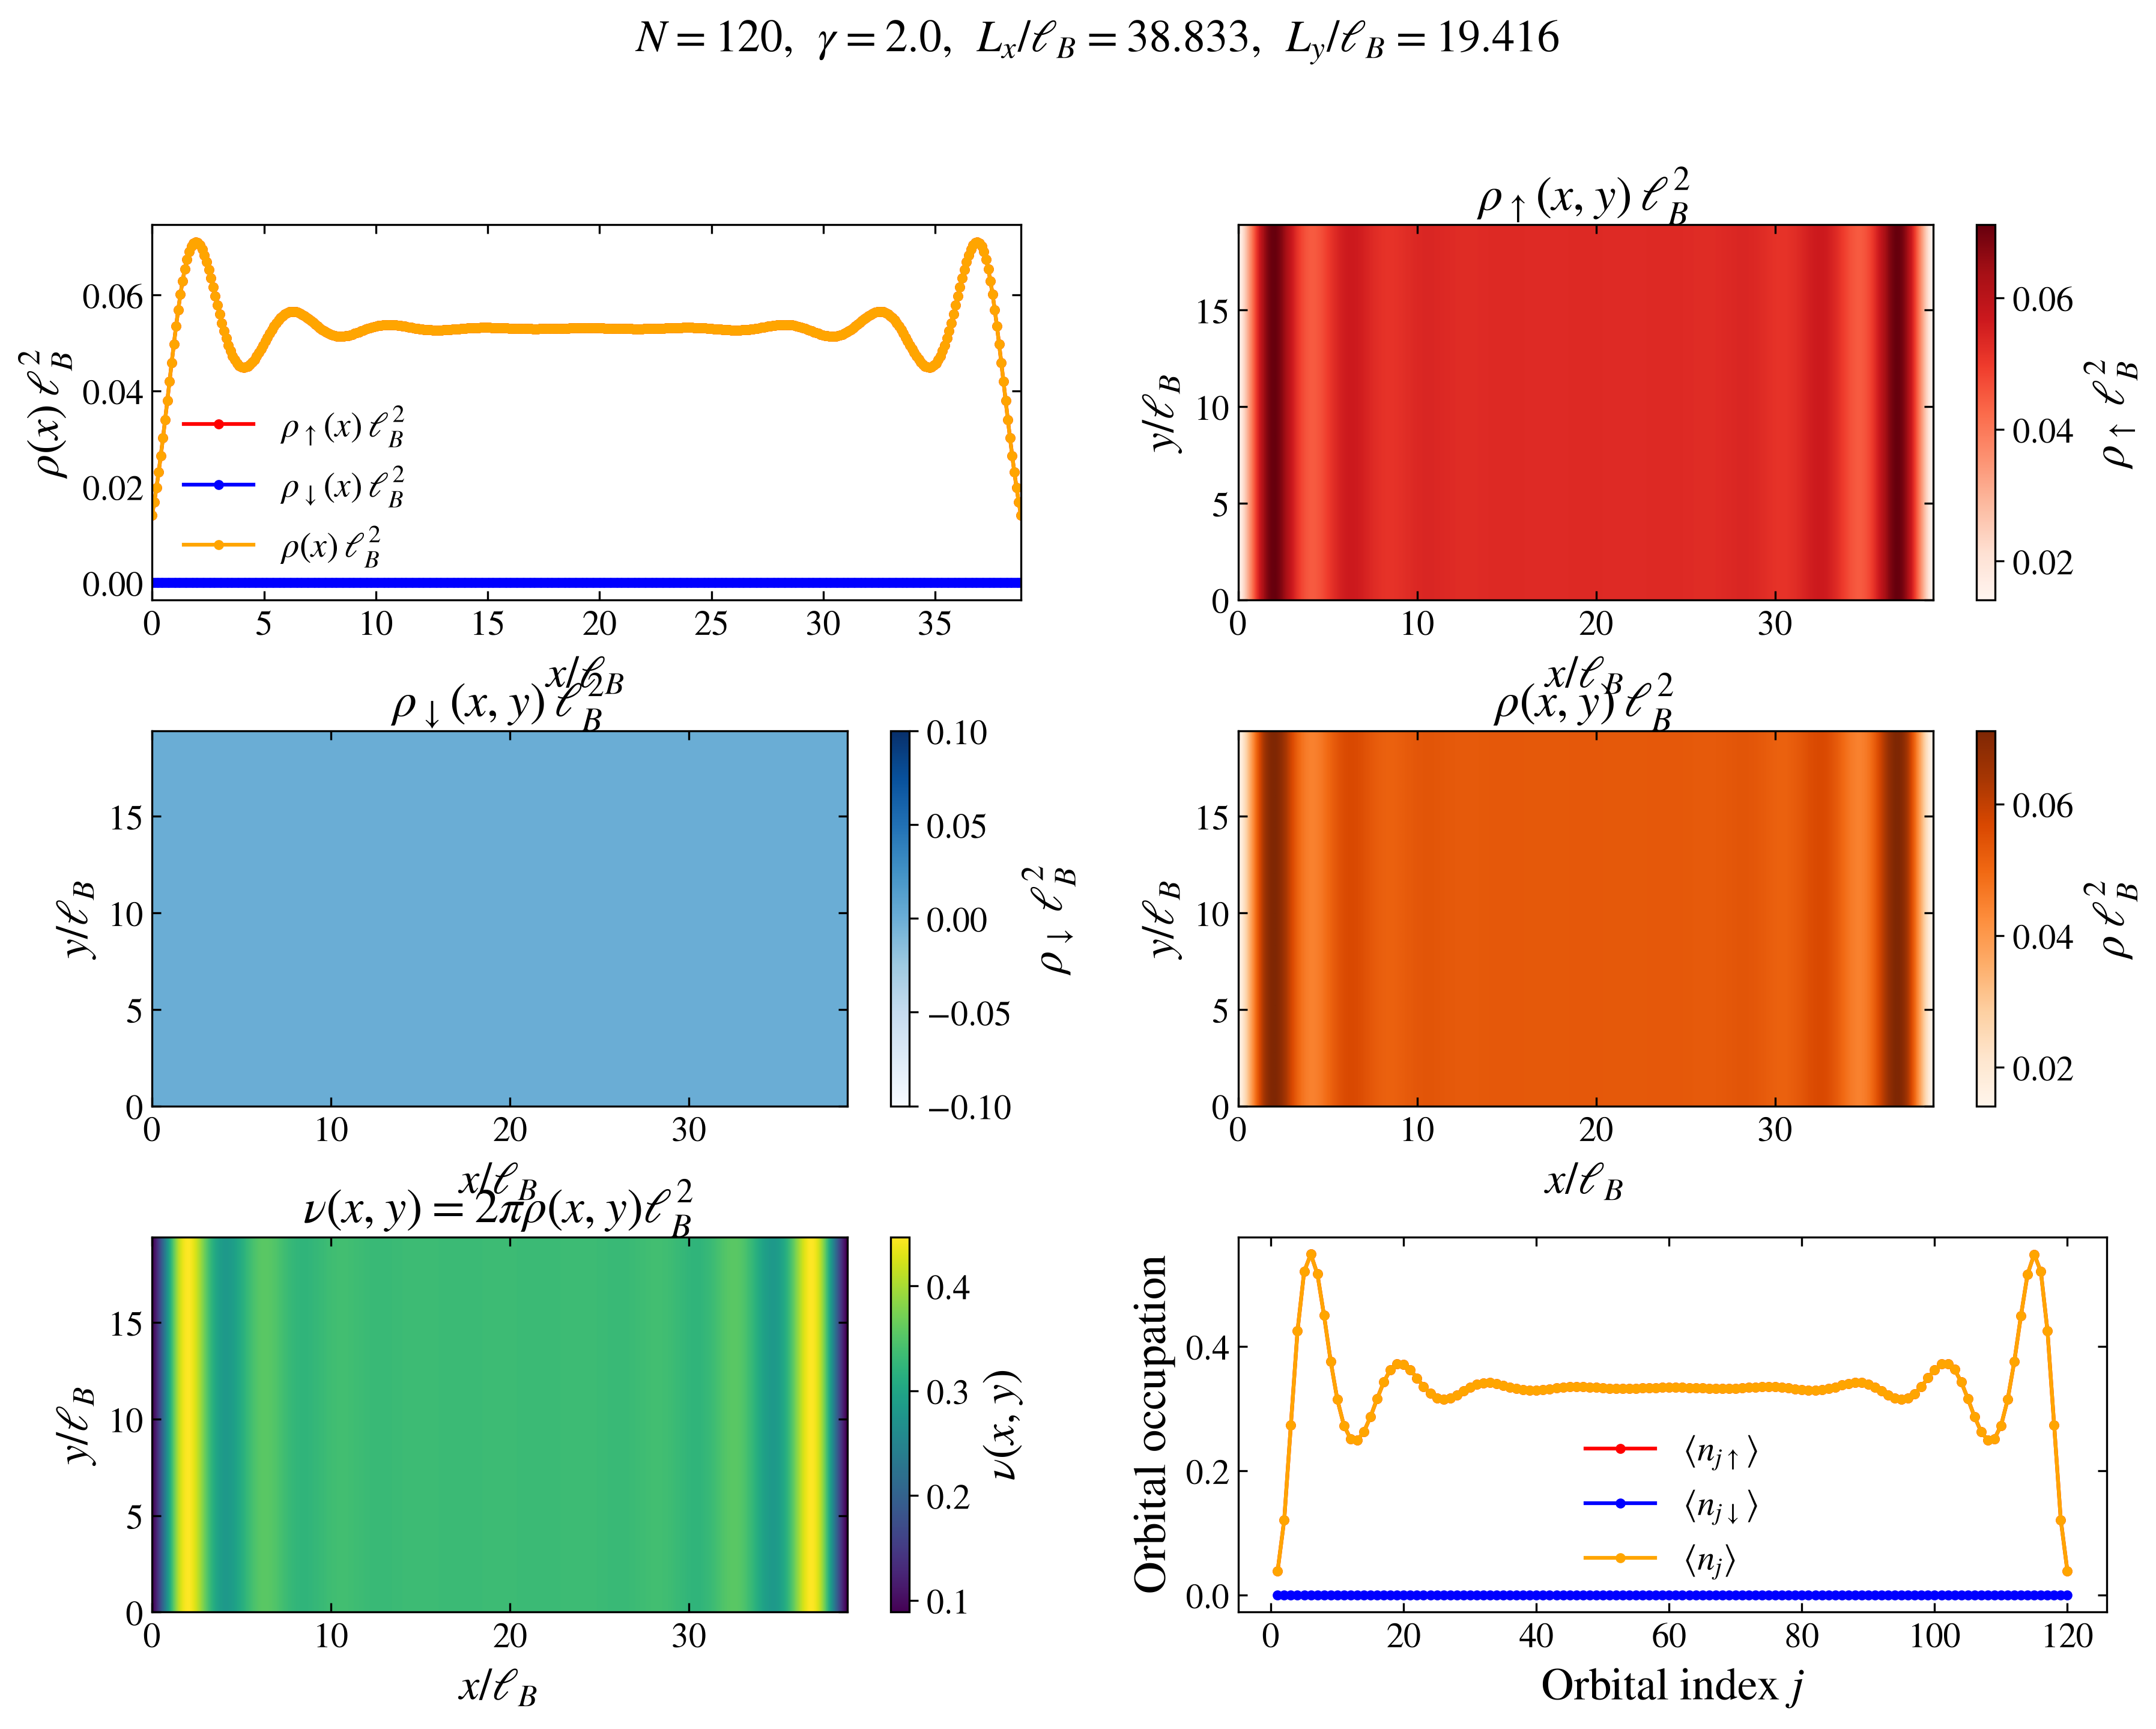 N = 120, γ = 2.0, L_x/ℓ_B = 38.833, L_y/ℓ_B = 19.416
ρ(x) ℓ_B^2
0.06
0.04
0.02
0.00
ρ↑(x) ℓ_B^2
ρ↓(x) ℓ_B^2
ρ(x) ℓ_B^2
0 5 10 15 20 25 30 35
x/ℓ_B
ρ↑(x, y) ℓ_B^2
y/ℓ_B
15
10
5
0
0 10 20 30
x/ℓ_B
0.06
0.04
0.02
ρ↑ ℓ_B^2
ρ↓(x, y) ℓ_B^2
y/ℓ_B
15
10
5
0
0 10 20 30
x/ℓ_B
0.10
0.05
0.00
−0.05
−0.10
ρ↓ ℓ_B^2
ρ(x, y) ℓ_B^2
y/ℓ_B
15
10
5
0
0 10 20 30
x/ℓ_B
0.06
0.04
0.02
ρ ℓ_B^2
ν(x, y) = 2πρ(x, y)ℓ_B^2
y/ℓ_B
15
10
5
0
0 10 20 30
x/ℓ_B
0.4
0.3
0.2
0.1
ν(x, y)
Orbital occupation
0.4
0.2
0.0
⟨n_j↑⟩
⟨n_j↓⟩
⟨n_j⟩
0 20 40 60 80 100 120
Orbital index j